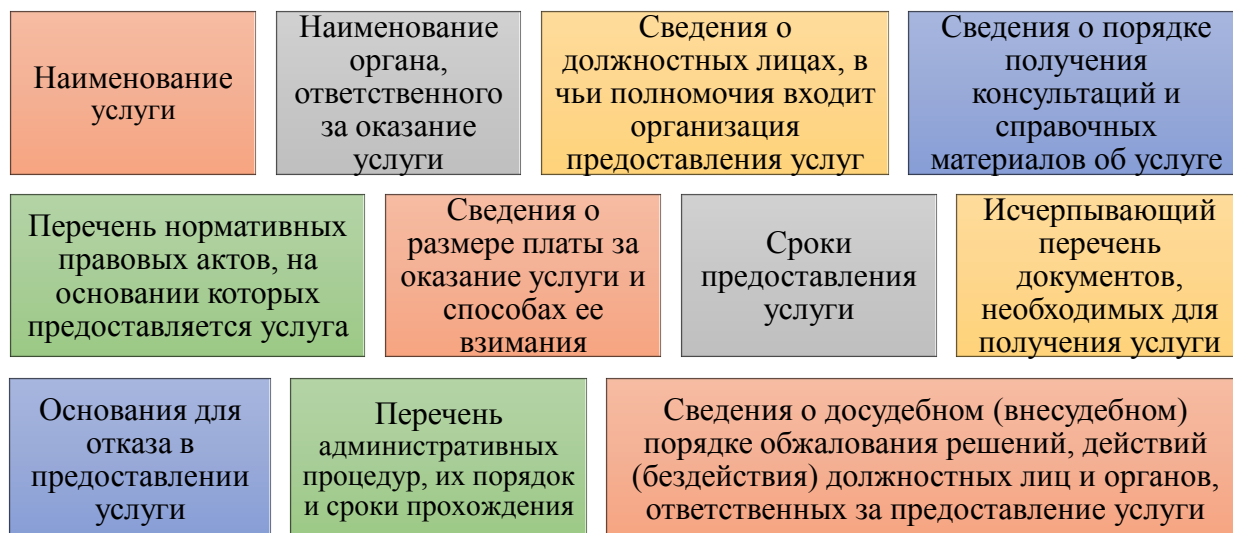 Наименование
услуги
Наименование
органа,
ответственного
за оказание
услуги
Сведения о
должностных лицах, в
чьи полномочия входит
организация
предоставления услуг
Сведения о порядке
получения
консультаций и
справочных
материалов об услуге
Перечень нормативных
правовых актов, на
основании которых
предоставляется услуга
Сведения о
размере платы за
оказание услуги и
способах ее
взимания
Сроки
предоставления
услуги
Исчерпывающий
перечень
документов,
необходимых для
получения услуги
Основания для
отказа в
предоставлении
услуги
Перечень
административных
процедур, их порядок
и сроки прохождения
Сведения о досудебном (внесудебном)
порядке обжалования решений, действий
(бездействия) должностных лиц и органов,
ответственных за предоставление услуги